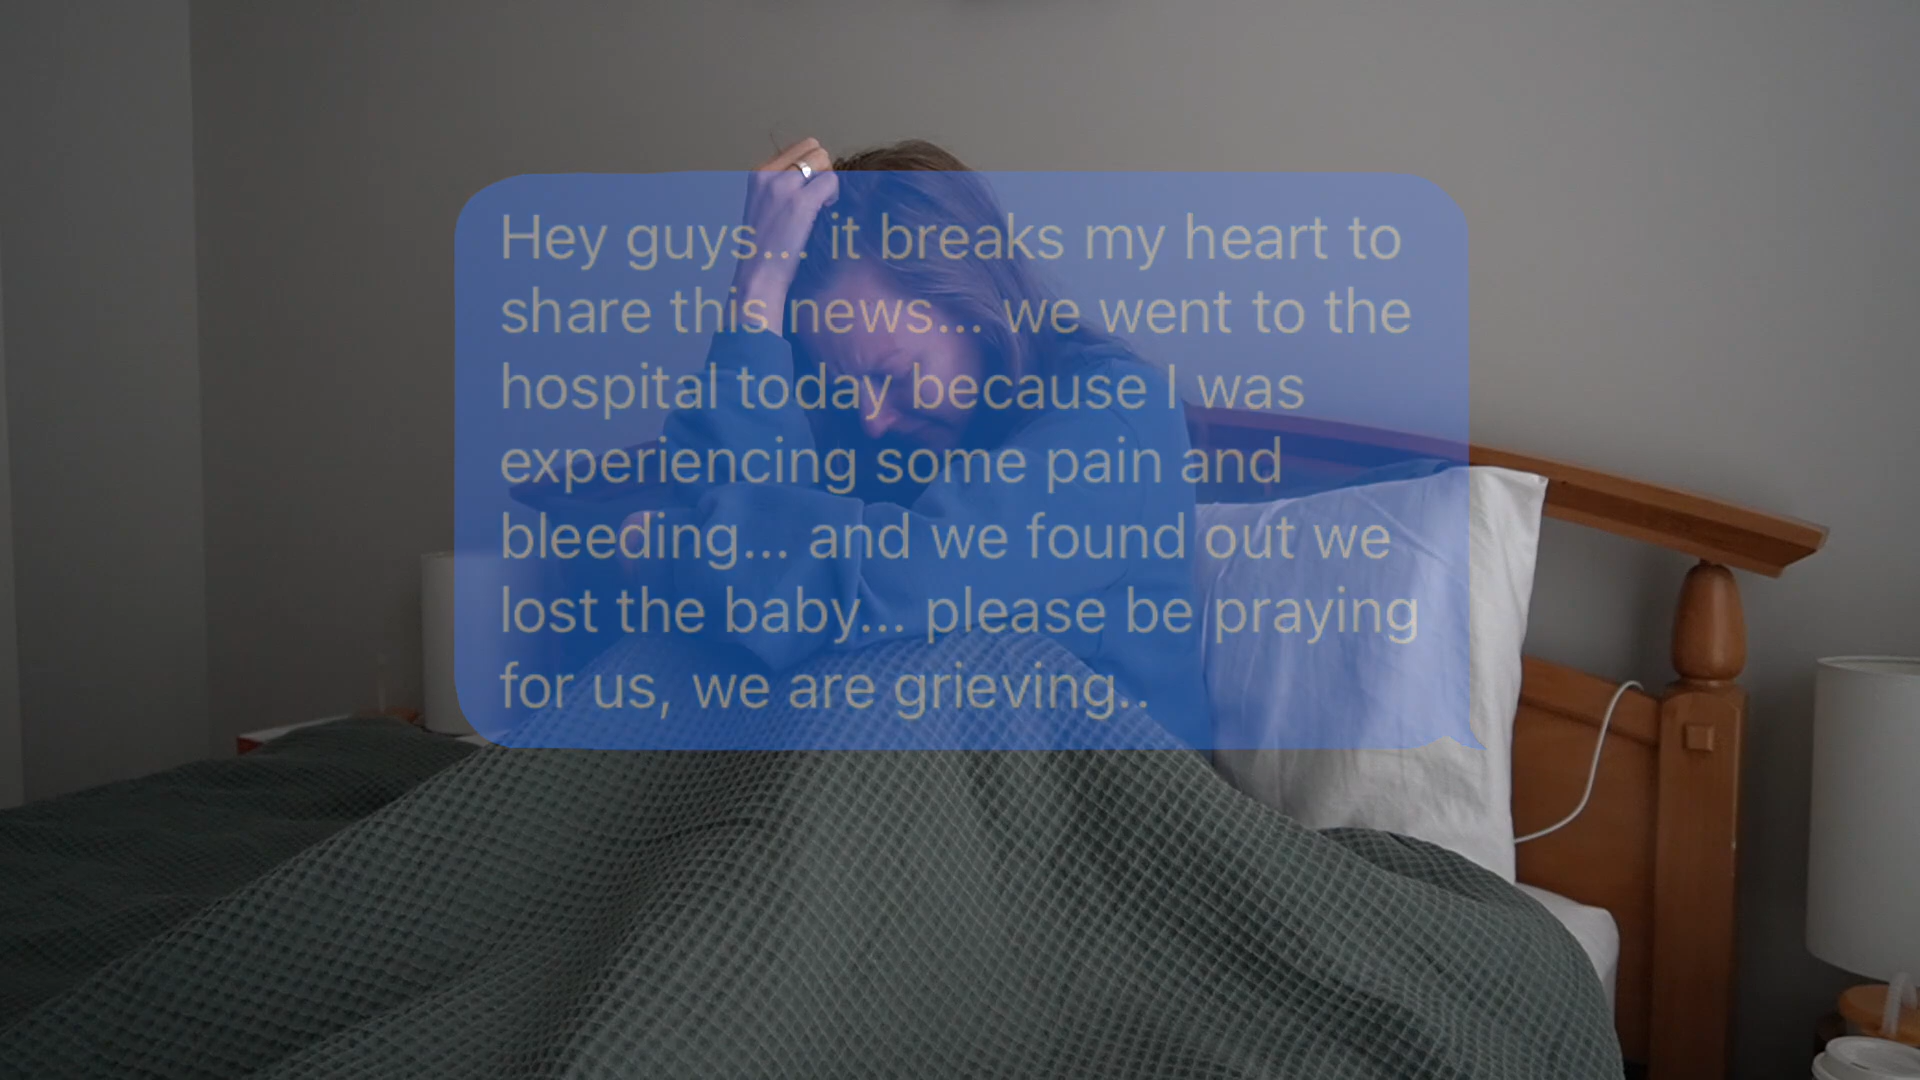 Hey guys... it breaks my heart to
share this news... we went to the
hospital today because I was
experiencing some pain and
bleeding... and we found out we
lost the baby... please be praying
for us, we are grieving..